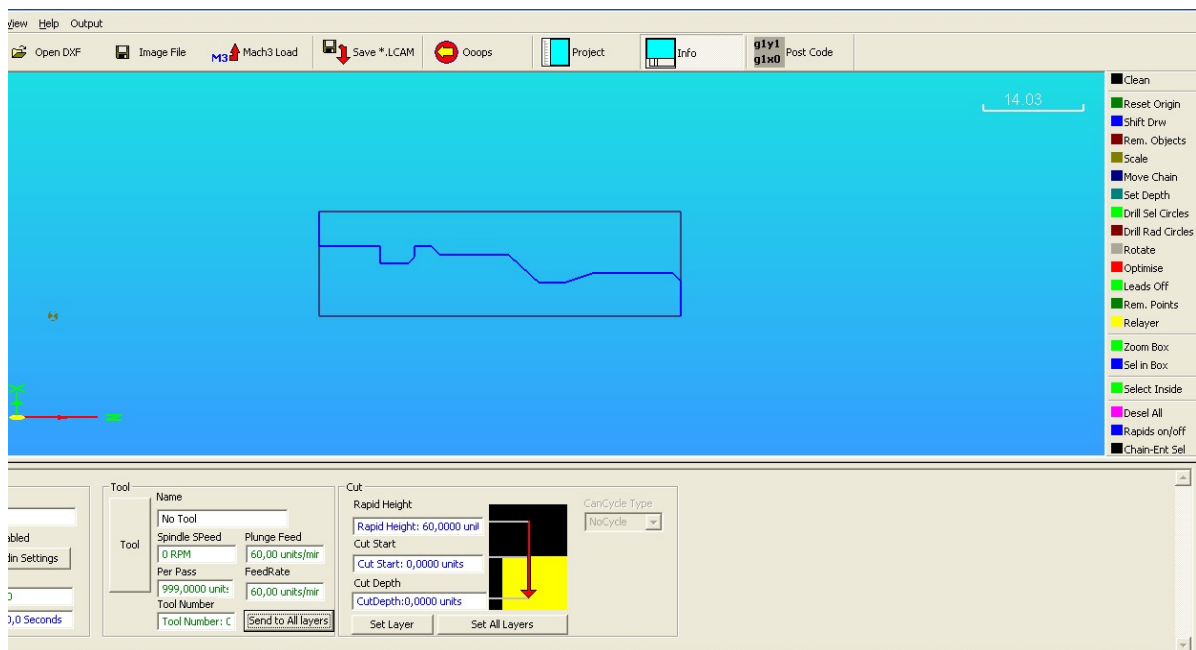 View Help Output
Open DXF Image File M3 Mach3 Load Save *.LCAM Ooops Project Info g1y1 g1x0 Post Code
14.03
Clean
Reset Origin
Shift Drw
Rem. Objects
Scale
Move Chain
Set Depth
Drill Sel Circles
Drill Rad Circles
Rotate
Optimise
Leads Off
Rem. Points
Relayer
Zoom Box
Sel in Box
Select Inside
Desel All
Rapids on/off
Chain-Ent Sel
abled
din Settings
0,0 Seconds
Tool
Name
No Tool
Tool
Spindle SPeed Plunge Feed
0 RPM 60,00 units/mir
Per Pass FeedRate
999,0000 units 60,00 units/mir
Tool Number
Tool Number: 0 Send to All layers
Cut
Rapid Height
Rapid Height: 60,0000 unit
Cut Start
Cut Start: 0,0000 units
Cut Depth
CutDepth:0,0000 units
Set Layer Set All Layers
CanCycle Type
NoCycle